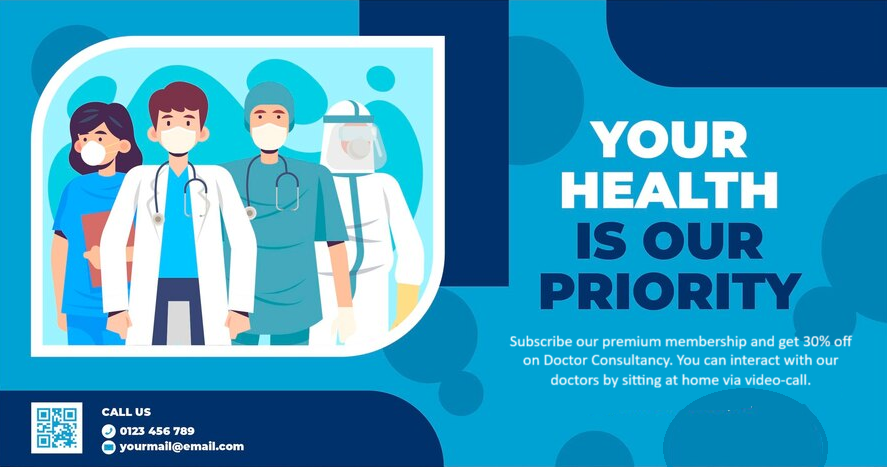 YOUR
HEALTH
IS OUR
PRIORITY
Subscribe our premium membership and get 30% off
on Doctor Consultancy. You can interact with our
doctors by sitting at home via video-call.
CALL US
0123 456 789
yourmail@email.com